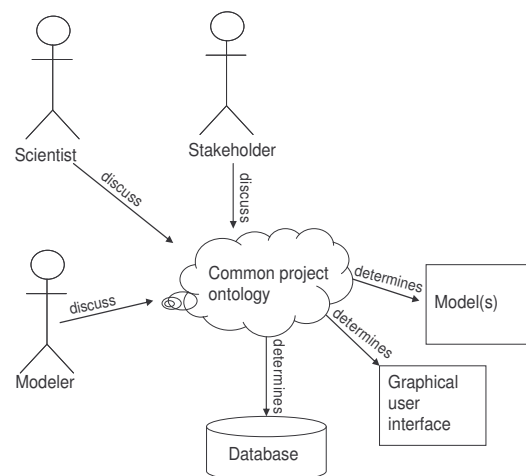 Scientist
Stakeholder
discuss
discuss
Common project
ontology
determines
Model(s)
discuss
determines
Modeler
determines
Graphical
user
interface
Database